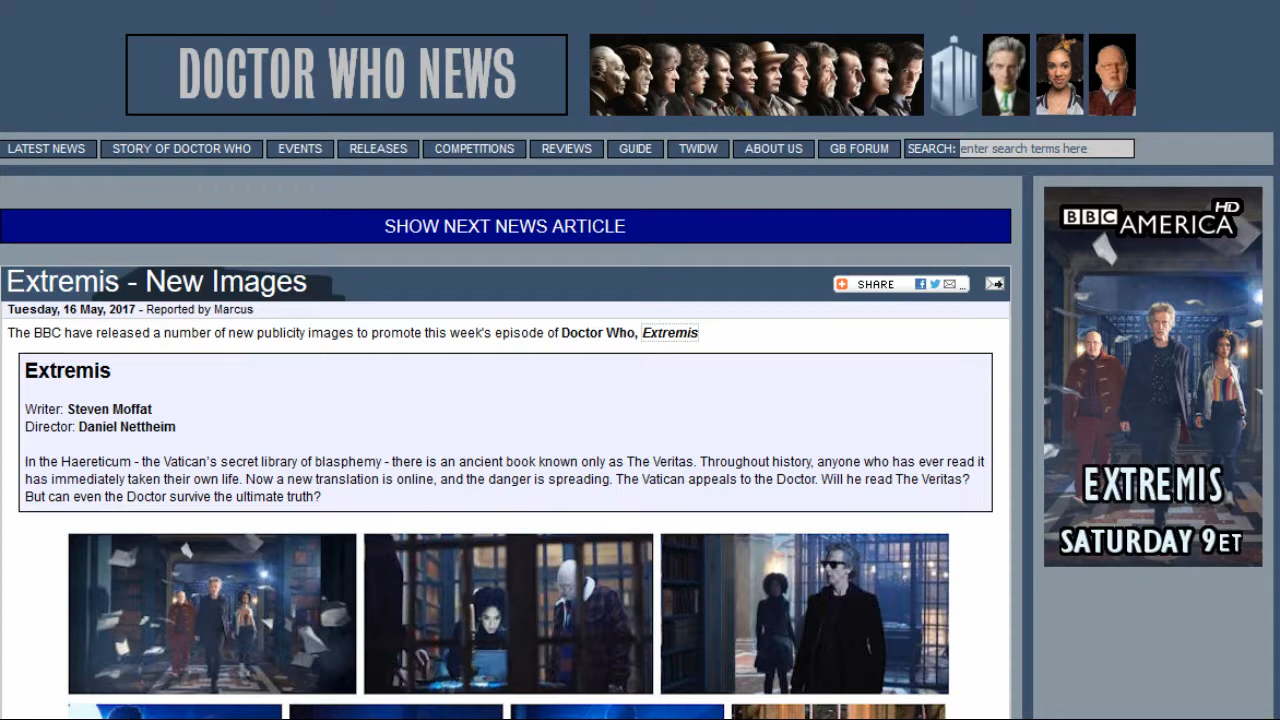 DOCTOR WHO NEWS
DW
LATEST NEWS
STORY OF DOCTOR WHO
EVENTS
RELEASES
COMPETITIONS
REVIEWS
GUIDE
TWIDW
ABOUT US
GB FORUM
SEARCH: enter search terms here
SHOW NEXT NEWS ARTICLE
Extremis - New Images
SHARE ...
Tuesday, 16 May, 2017 - Reported by Marcus
The BBC have released a number of new publicity images to promote this week's episode of Doctor Who, Extremis
Extremis
Writer: Steven Moffat
Director: Daniel Nettheim
In the Haereticum - the Vatican's secret library of blasphemy - there is an ancient book known only as The Veritas. Throughout history, anyone who has ever read it
has immediately taken their own life. Now a new translation is online, and the danger is spreading. The Vatican appeals to the Doctor. Will he read The Veritas?
But can even the Doctor survive the ultimate truth?
HD
BBC AMERICA
EXTREMIS
SATURDAY 9ET